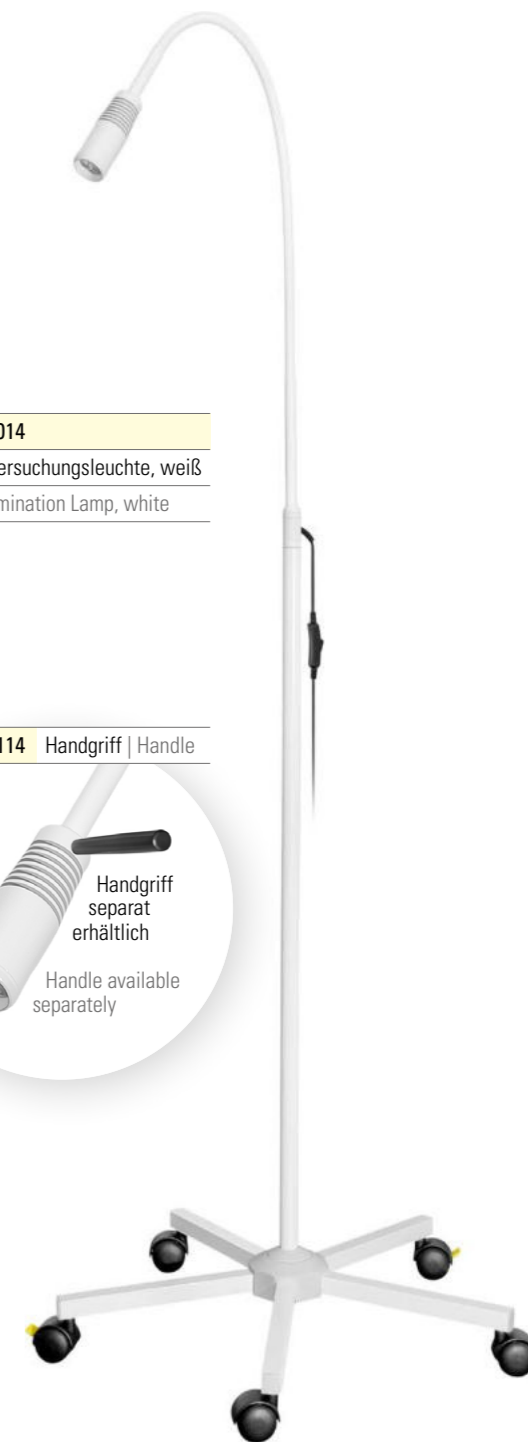 014
ersuchungsleuchte, weiß
mination Lamp, white
114 Handgriff | Handle
Handgriff
separat
erhältlich
Handle available
separately